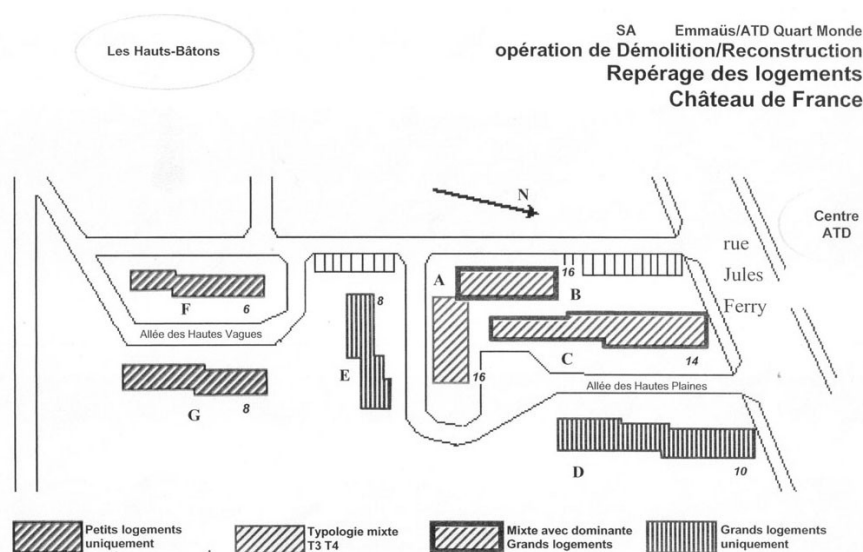 Les Hauts-Bâtons
SA Emmaüs/ATD Quart Monde
opération de Démolition/Reconstruction
Repérage des logements
Château de France
N
Centre
ATD
rue
Jules
Ferry
A
16
B
F
6
8
Allée des Hautes Vagues
E
C
14
16
Allée des Hautes Plaines
G
8
D
10
Petits logements
uniquement
Typologie mixte
T3 T4
Mixte avec dominante
Grands logements
Grands logements
uniquement